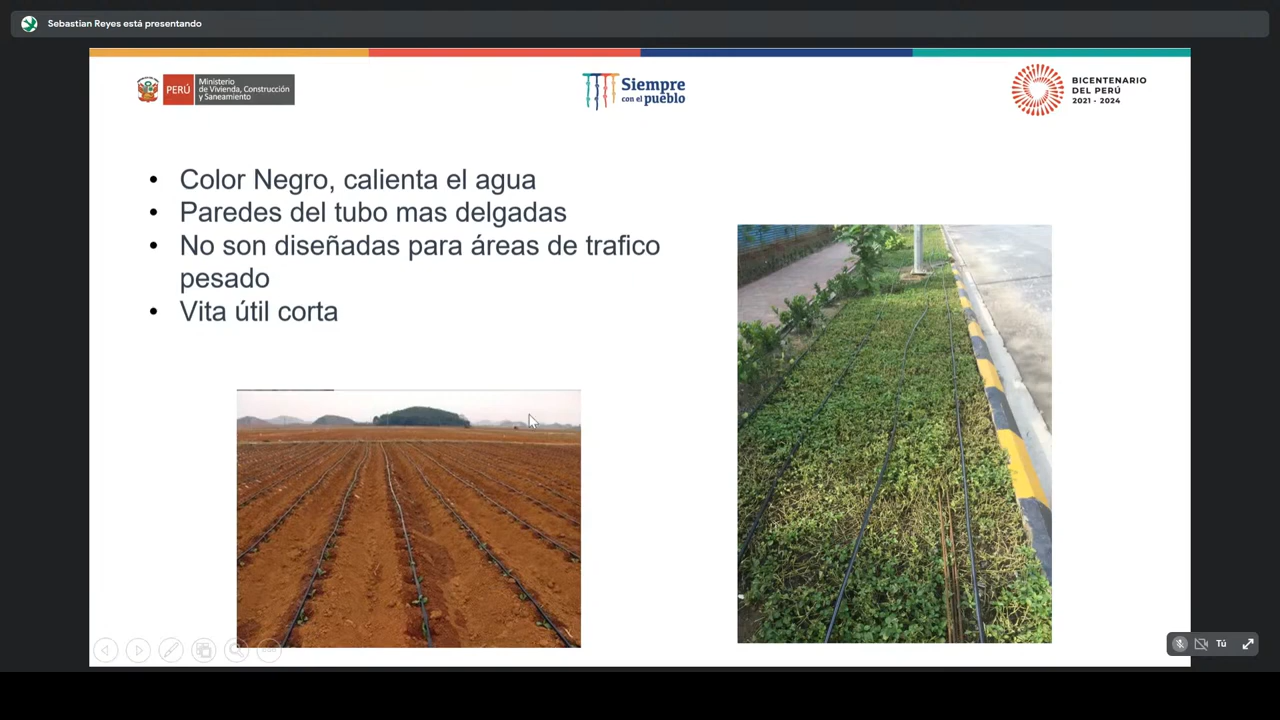 Sebastian Reyes está presentando
PERÚ
Ministerio
de Vivienda, Construcción
y Saneamiento
Siempre
con el pueblo
BICENTENARIO
DEL PERÚ
2021 - 2024
• Color Negro, calienta el agua
• Paredes del tubo mas delgadas
• No son diseñadas para áreas de trafico
pesado
• Vita útil corta
Tú